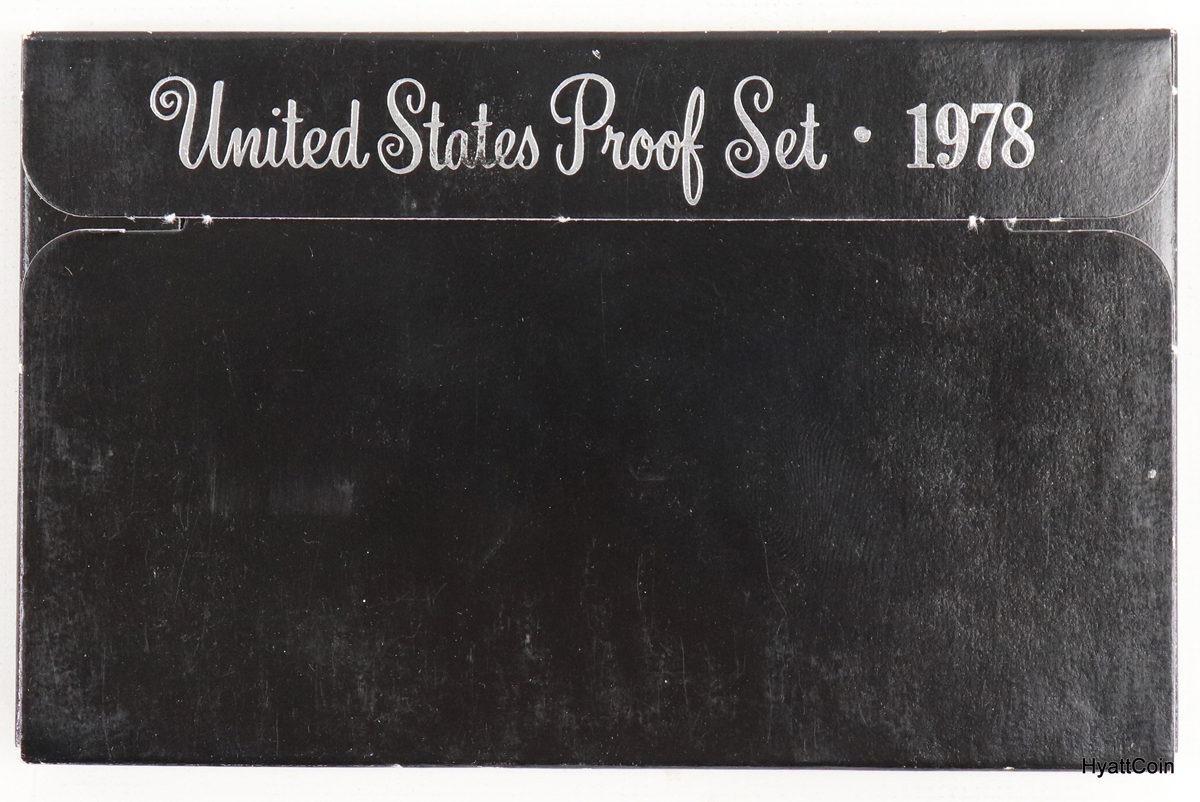 United States Proof Set • 1978
HyattCoin